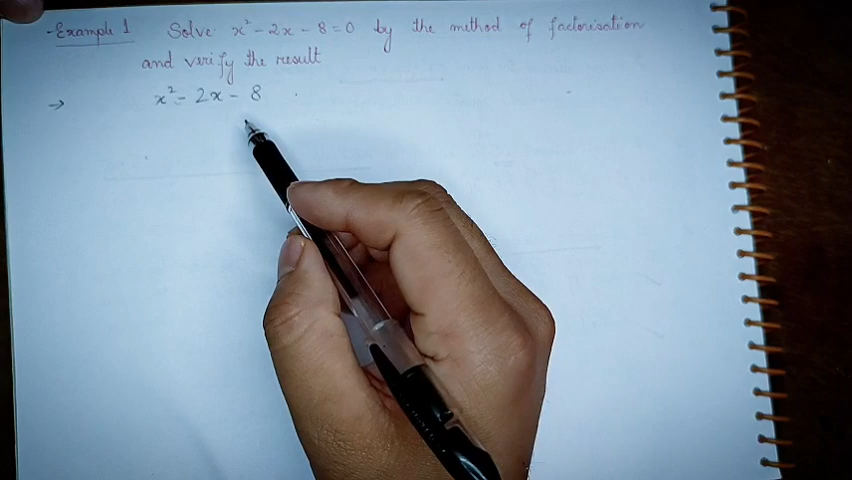 -Example 1 Solve x² - 2x - 8 = 0 by the method of factorisation
and verify the result
→ x² - 2x - 8